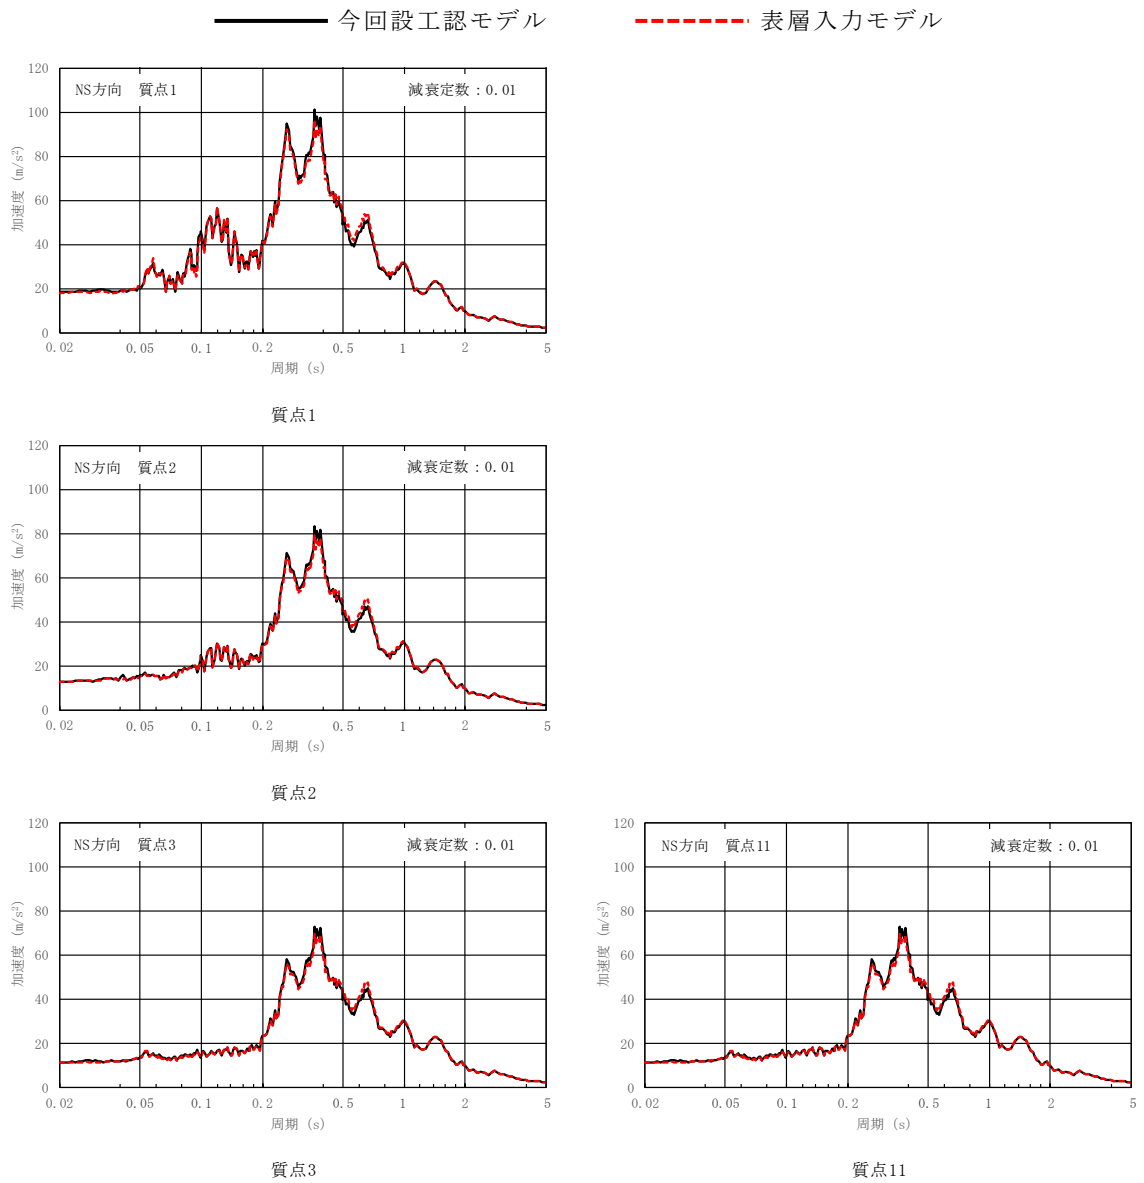 今回設工認モデル 表層入力モデル
NS方向 質点1 減衰定数：0.01
120
100
80
60
40
20
0
加速度 (m/s²)
0.02 0.05 0.1 0.2 0.5 1 2 5
周期 (s)
質点1
NS方向 質点2 減衰定数：0.01
120
100
80
60
40
20
0
加速度 (m/s²)
0.02 0.05 0.1 0.2 0.5 1 2 5
周期 (s)
質点2
NS方向 質点3 減衰定数：0.01
120
100
80
60
40
20
0
加速度 (m/s²)
0.02 0.05 0.1 0.2 0.5 1 2 5
周期 (s)
質点3
NS方向 質点11 減衰定数：0.01
120
100
80
60
40
20
0
加速度 (m/s²)
0.02 0.05 0.1 0.2 0.5 1 2 5
周期 (s)
質点11